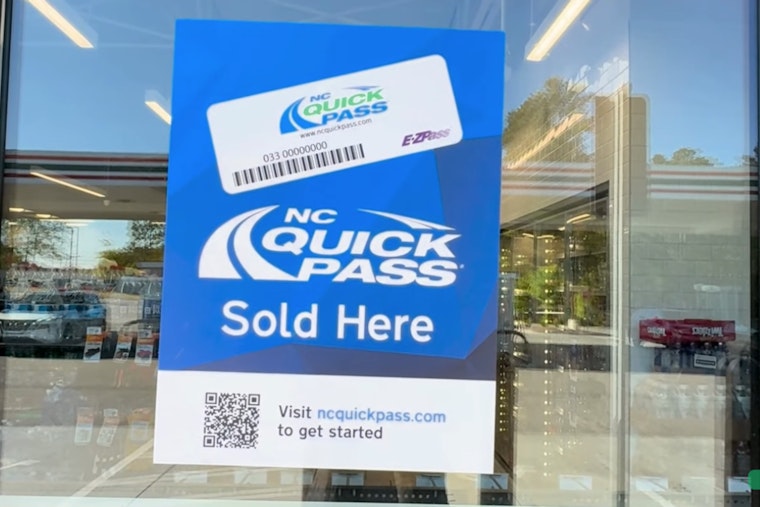 NC
QUICK
PASS
www.ncquickpass.com
E-ZPass
033 00000000
NC
QUICK
PASS
Sold Here
Visit ncquickpass.com
to get started